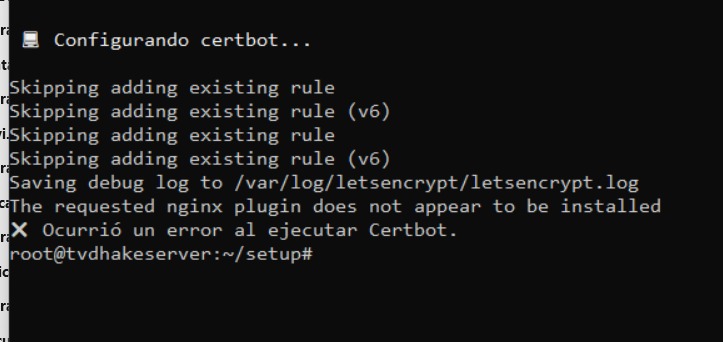 Configurando certbot...
Skipping adding existing rule
Skipping adding existing rule (v6)
Skipping adding existing rule
Skipping adding existing rule (v6)
Saving debug log to /var/log/letsencrypt/letsencrypt.log
The requested nginx plugin does not appear to be installed
❌ Ocurrió un error al ejecutar Certbot.
root@tvdhakeserver:~/setup#